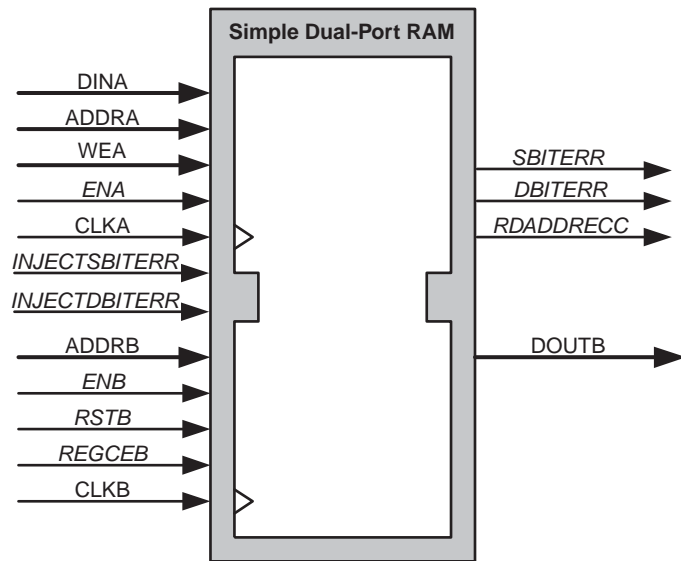 Simple Dual-Port RAM
DINA
ADDRA
WEA
ENA
CLKA
INJECTSBITERR
INJECTDBITERR
ADDRB
ENB
RSTB
REGCEB
CLKB
SBITERR
DBITERR
RDADDRECC
DOUTB